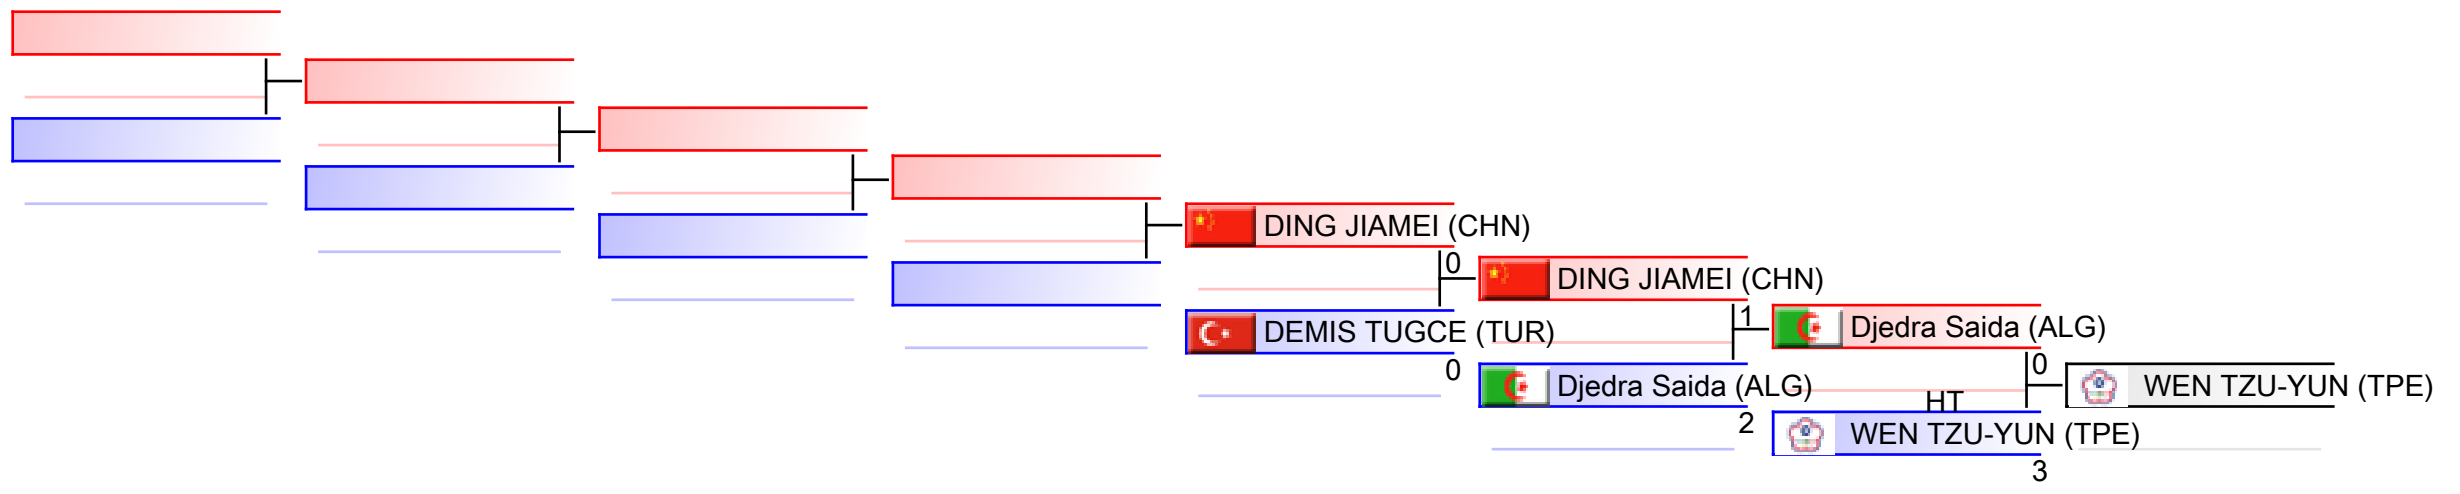 DING JIAMEI (CHN)
0
DEMIS TUGCE (TUR)
0
DING JIAMEI (CHN)
1
Djedra Saida (ALG)
2
Djedra Saida (ALG)
0
HT
WEN TZU-YUN (TPE)
3
WEN TZU-YUN (TPE)